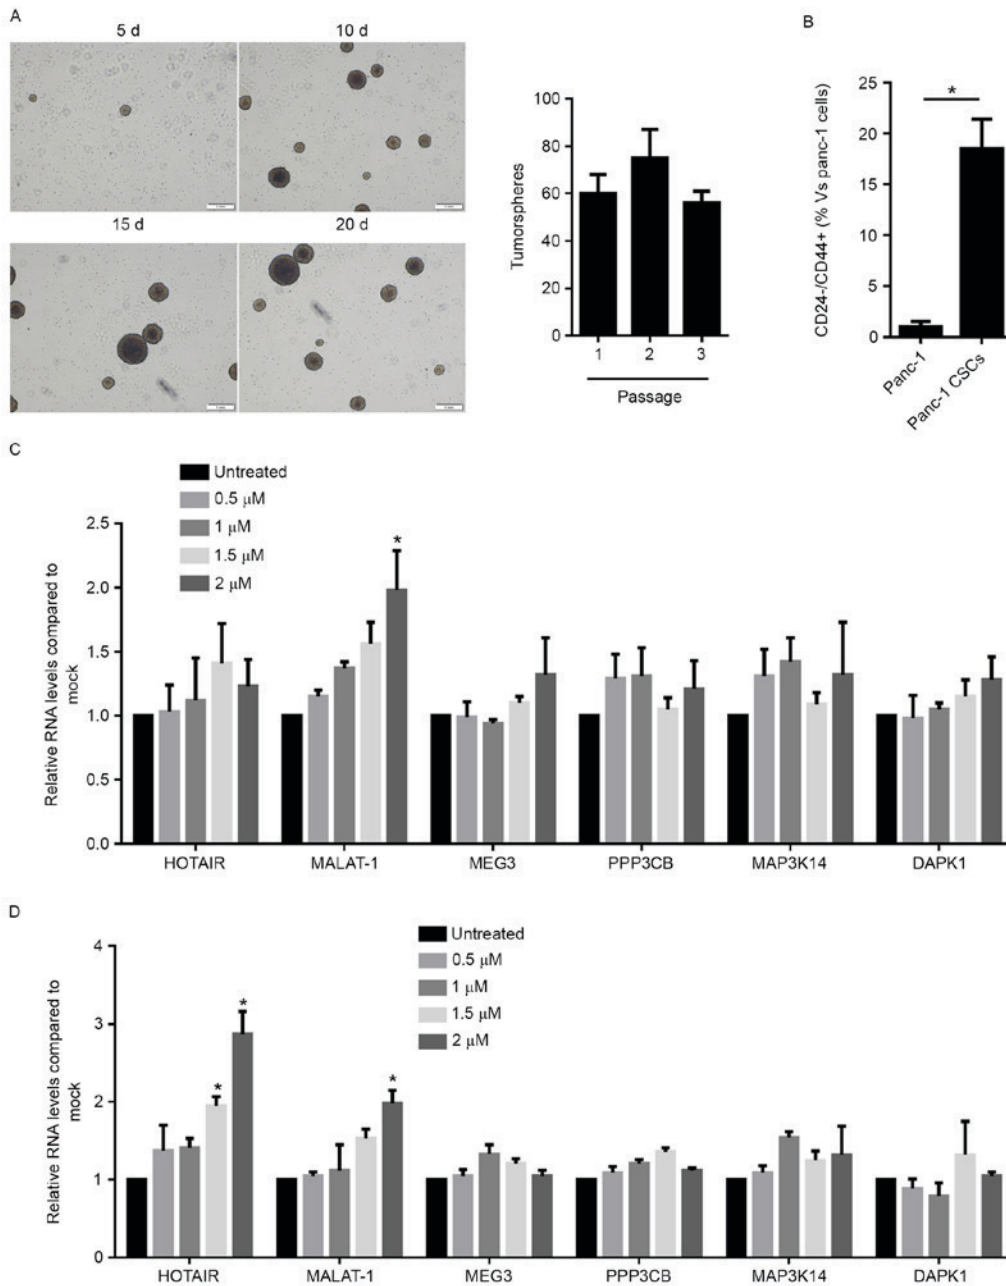 A
5 d
10 d
15 d
20 d
Tumorspheres
100
80
60
40
20
0
1
2
3
Passage
B
CD24-/CD44+ (% Vs panc-1 cells)
25
20
15
10
5
0
*
Panc-1
Panc-1 CSCs
C
Untreated
0.5 µM
1 µM
1.5 µM
2 µM
Relative RNA levels compared to
mock
2.5
2.0
1.5
1.0
0.5
0.0
*
HOTAIR
MALAT-1
MEG3
PPP3CB
MAP3K14
DAPK1
D
Untreated
0.5 µM
1 µM
1.5 µM
2 µM
Relative RNA levels compared to
mock
4
3
2
1
0
*
*
*
HOTAIR
MALAT-1
MEG3
PPP3CB
MAP3K14
DAPK1